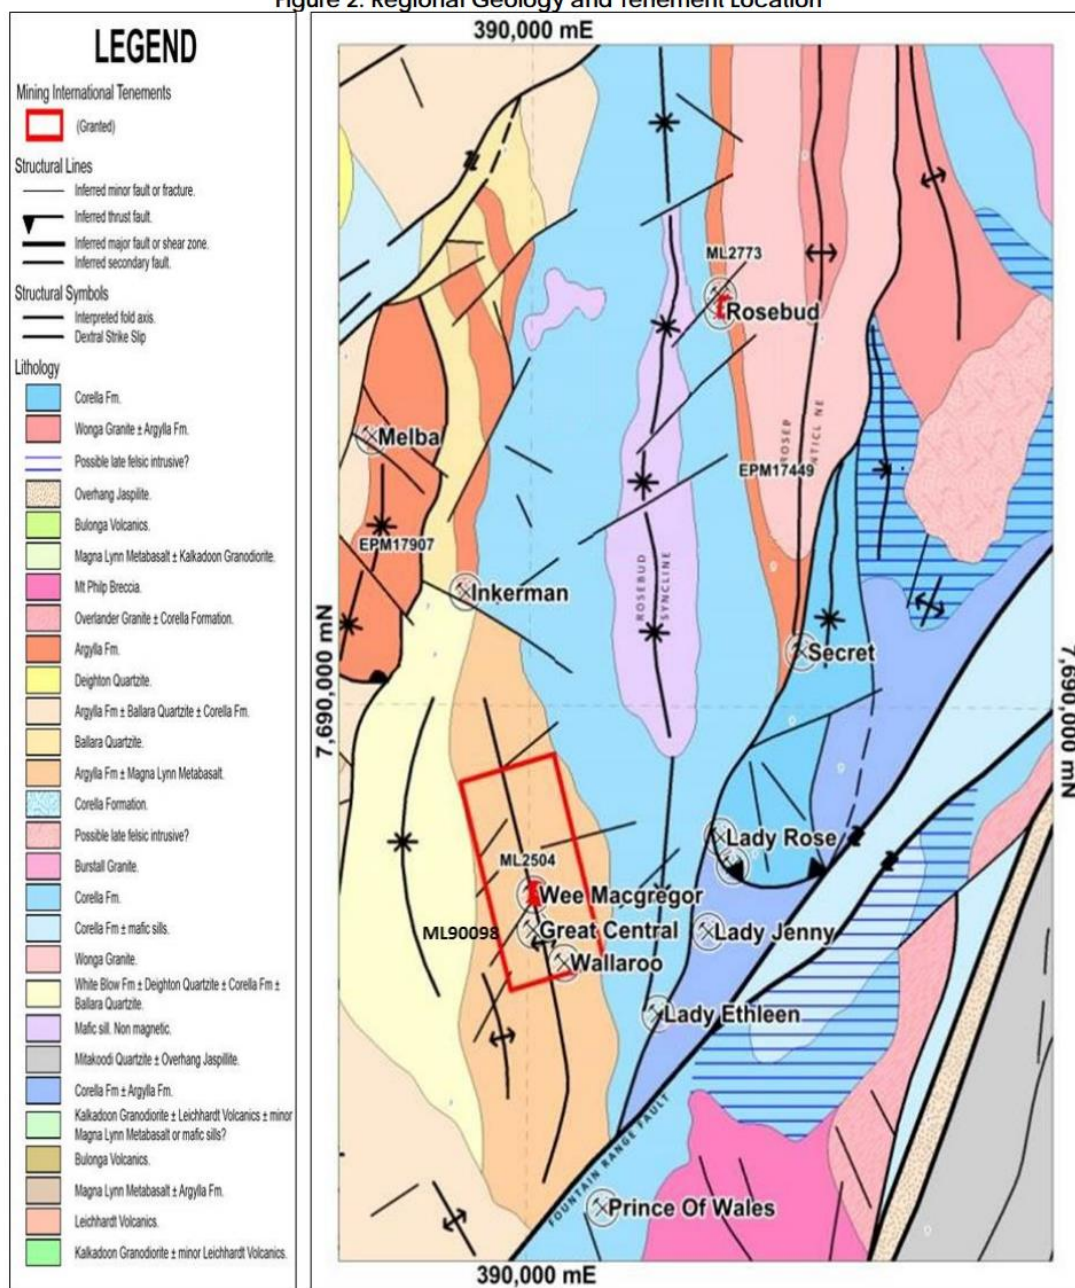 Figure 2: Regional Geology and Tenement Location
LEGEND
Mining International Tenements
(Granted)
Structural Lines
Inferred minor fault or fracture.
Inferred thrust fault.
Inferred major fault or shear zone.
Inferred secondary fault.
Structural Symbols
Interpreted fold axis.
Dextral Strike Slip
Lithology
Corella Fm.
Wonga Granite ± Argylla Fm.
Possible late felsic intrusive?
Overhang Jaspilite.
Bulonga Volcanics.
Magna Lynn Metabasalt ± Kalkadoon Granodiorite.
Mt Philp Breccia.
Overlander Granite ± Corella Formation.
Argylla Fm.
Deighton Quartzite.
Argylla Fm ± Ballara Quartzite ± Corella Fm.
Ballara Quartzite.
Argylla Fm ± Magna Lynn Metabasalt.
Corella Formation.
Possible late felsic intrusive?
Burstall Granite.
Corella Fm.
Corella Fm ± mafic sills.
Wonga Granite.
White Blow Fm ± Deighton Quartzite ± Corella Fm ±
Ballara Quartzite.
Mafic sill. Non magnetic.
Mitakoodi Quartzite ± Overhang Jaspillite.
Corella Fm ± Argylla Fm.
Kalkadoon Granodiorite ± Leichhardt Volcanics ± minor
Magna Lynn Metabasalt or mafic sills?
Bulonga Volcanics.
Magna Lynn Metabasalt ± Argylla Fm.
Leichhardt Volcanics.
Kalkadoon Granodiorite ± minor Leichhardt Volcanics.
390,000 mE
ML2773
Rosebud
Melba
ROSEP
NTICL NE
EPM17449
EPM17907
Inkerman
ROSEBUD
SYNCLINE
Secret
7,690,000 mN
7,690,000 mN
Lady Rose
ML2504
Wee Macgregor
ML90098
Great Central
Lady Jenny
Wallaroo
Lady Ethleen
FOUNTAIN RANGE FAULT
Prince Of Wales
390,000 mE